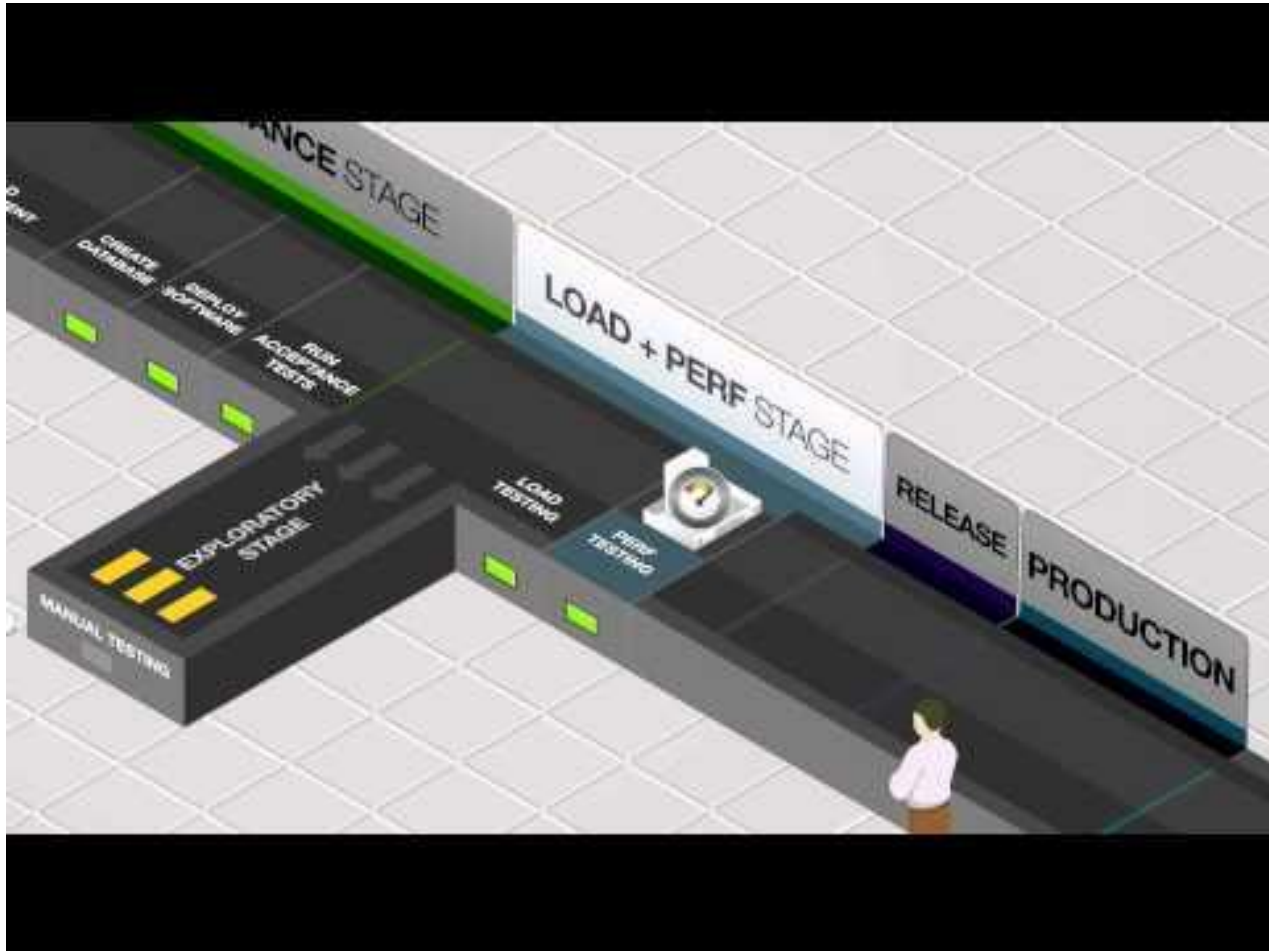 ANCE STAGE
LOAD + PERF STAGE
RELEASE
PRODUCTION
CREATE
DATABASE
DEPLOY
SOFTWARE
RUN
ACCEPTANCE
TESTS
LOAD
TESTING
PERF
TESTING
EXPLORATORY
STAGE
MANUAL TESTING